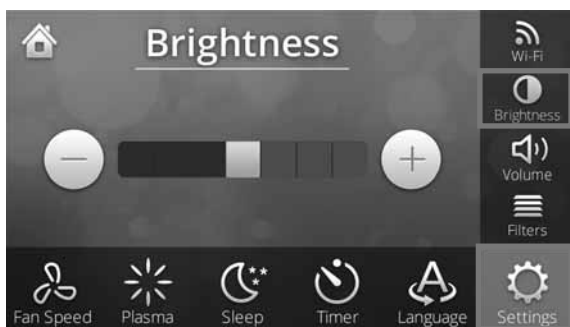 Brightness
Wi-Fi
Brightness
Volume
Filters
Fan Speed
Plasma
Sleep
Timer
Language
Settings